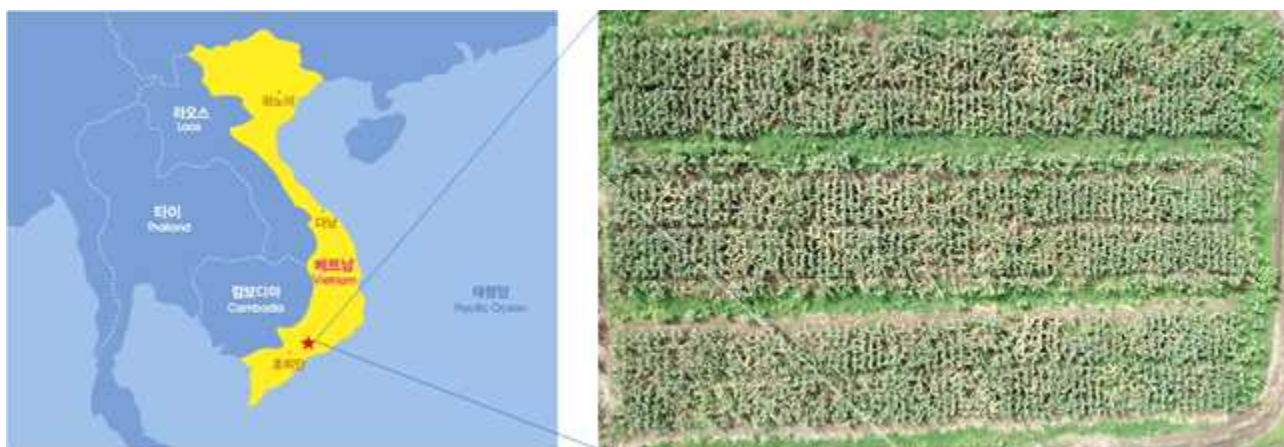 하노이
라오스
Laos
타이
Thailand
다낭
베트남
Vietnam
캄보디아
Cambodia
태평양
Pacific Ocean
호찌민